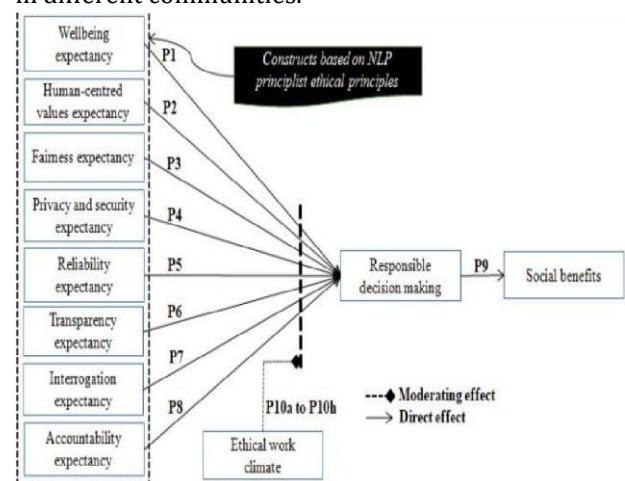 in different communities.
Wellbeing
expectancy
P1
Constructs based on NLP
principlist ethical principles
Human-centred
values expectancy
P2
Fairness expectancy
P3
Privacy and security
expectancy
P4
Reliability
expectancy
P5
Responsible
decision making
P9
Social benefits
Transparency
expectancy
P6
Interrogation
expectancy
P7
P10a to P10h
Moderating effect
Direct effect
Accountability
expectancy
P8
Ethical work
climate